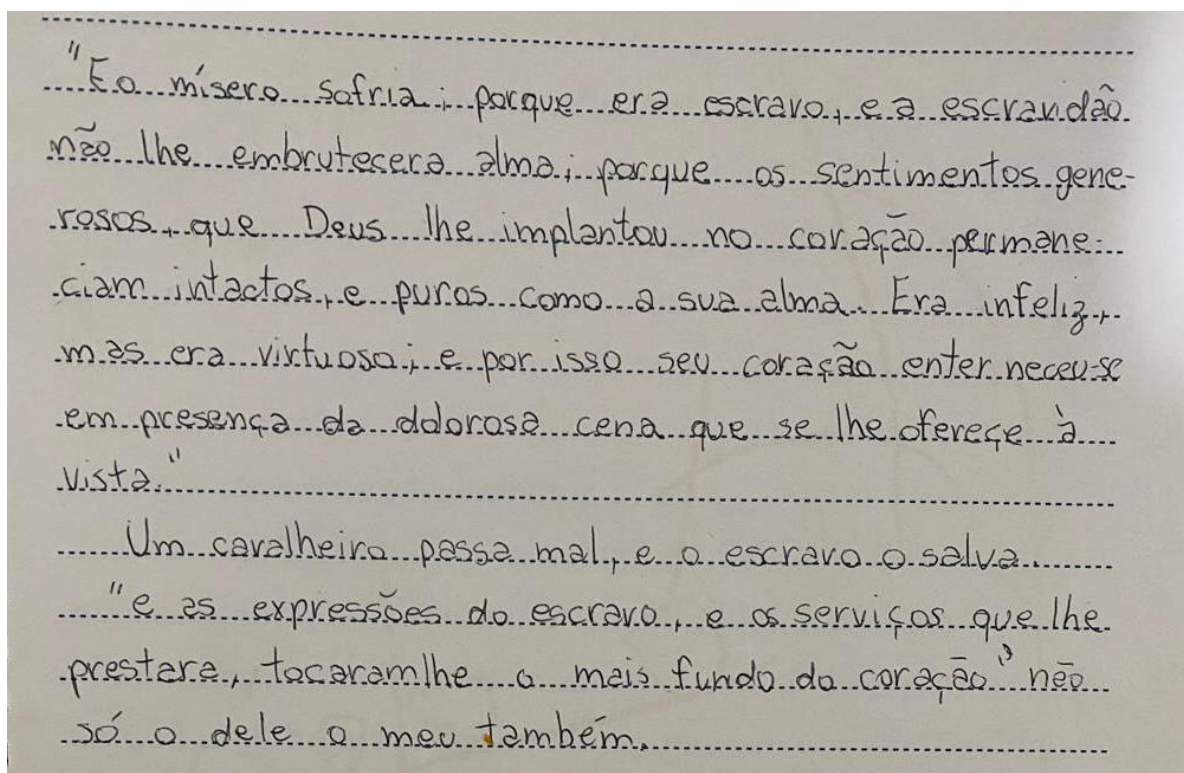 "E o mísero sofria; porque era escravo, e a escravidão
não lhe embrutecera alma; porque os sentimentos gene-
rosos, que Deus lhe implantou no coração permane-
ciam intactos, e puros como a sua alma. Era infeliz,
mas era virtuoso; e por isso seu coração enterneceu-se
em presença da dolorosa cena que se lhe ofereçe à
vista."
Um cavalheiro passa mal, e o escravo o salva.
"e as expressões do escravo, e os serviços que lhe
prestara, tocaramlhe o mais fundo do coração" não
só o dele o meu também.